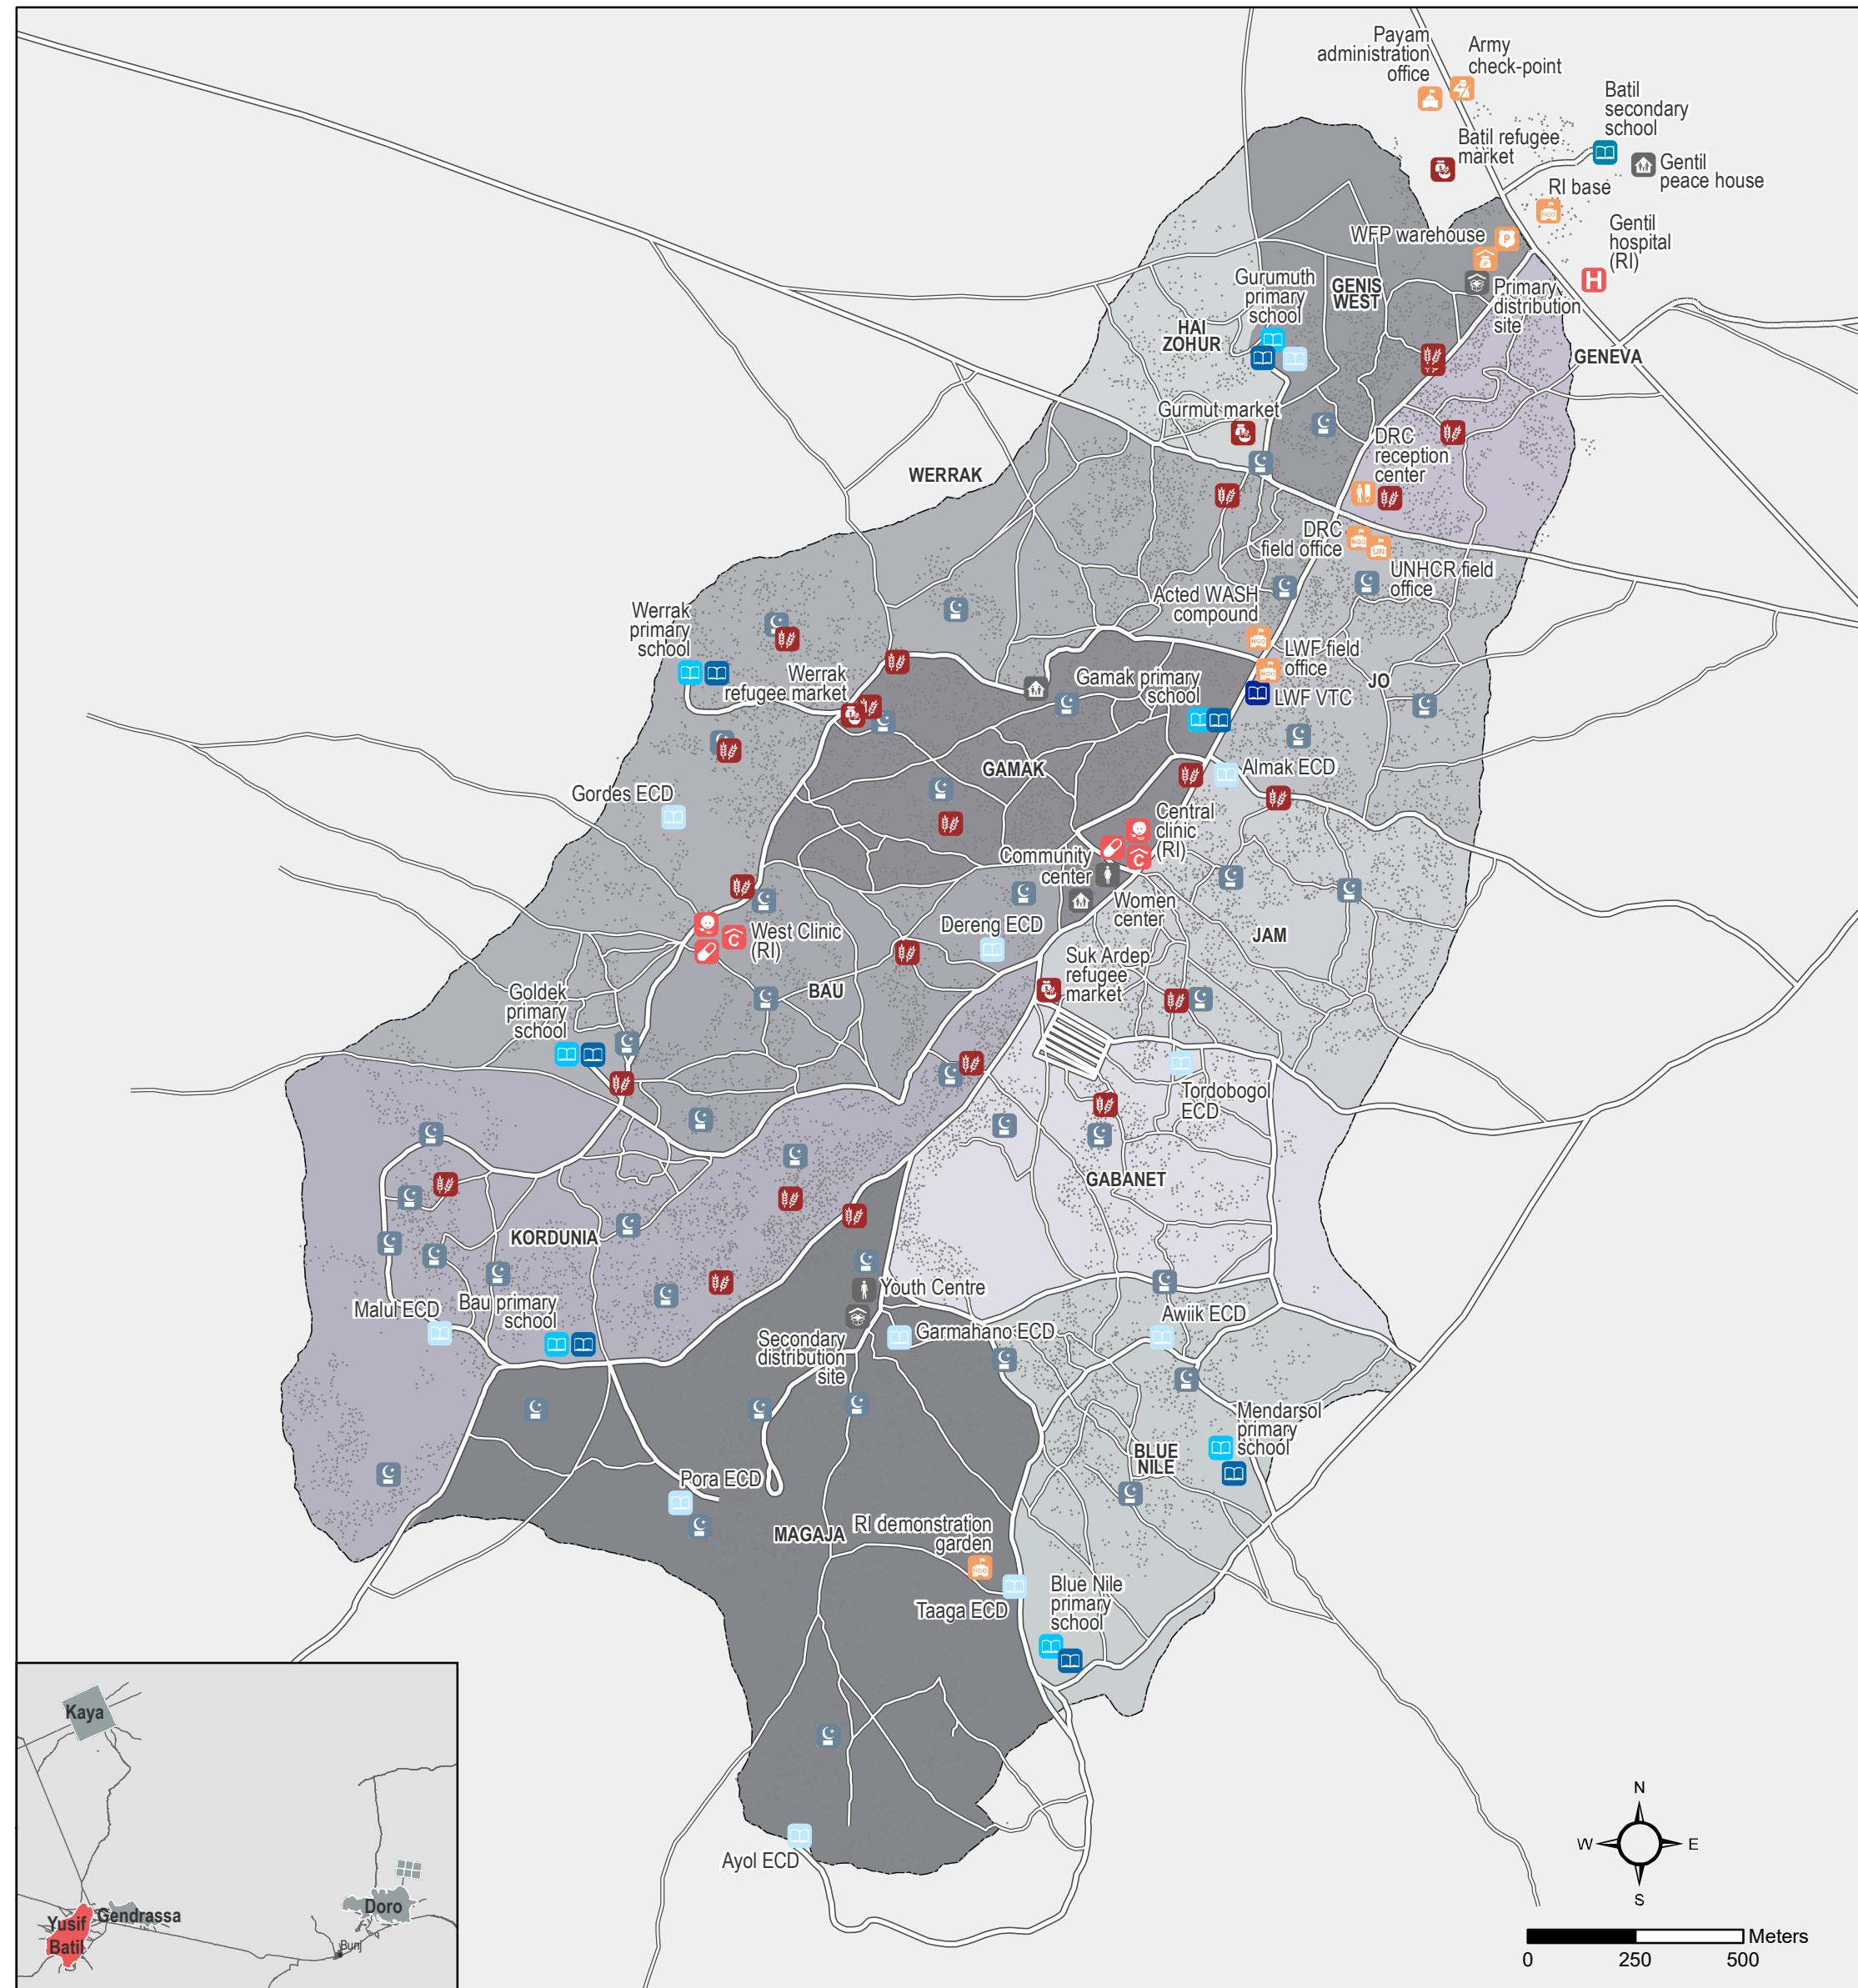 Payam
administration
office
Army
check-point
Batil
secondary
school
Batil refugee
market
Gentil
peace house
RI base
NGO
Gentil
hospital
(RI)
H
WFP warehouse
P
Primary
distribution
site
GENIS
WEST
Gurumuth
primary
school
HAI
ZOHUR
GENEVA
Gurmut market
DRC
reception
center
WERRAK
DRC
field office
NGO
UN
UNHCR field
office
Acted WASH
compound
NGO
Werrak
primary
school
LWF field
office
NGO
JO
LWF VTC
Werrak
refugee market
Gamak primary
school
GAMAK
Almak ECD
Gordes ECD
Central
clinic
(RI)
C
Community
center
Women
center
Dereng ECD
JAM
West Clinic
(RI)
C
Suk Ardep
refugee
market
BAU
Goldek
primary
school
Tordobogol
ECD
GABANET
KORDUNIA
Youth Centre
Malul ECD
Bau primary
school
Awiik ECD
Garmahano ECD
Secondary
distribution
site
Mendarsol
primary
school
BLUE
NILE
Pora ECD
MAGAJA
RI demonstration
garden
NGO
Taaga ECD
Blue Nile
primary
school
Ayol ECD
Kaya
Gendrassa
Yusif
Batil
Doro
Bunj
N
W
E
S
Meters
0
250
500